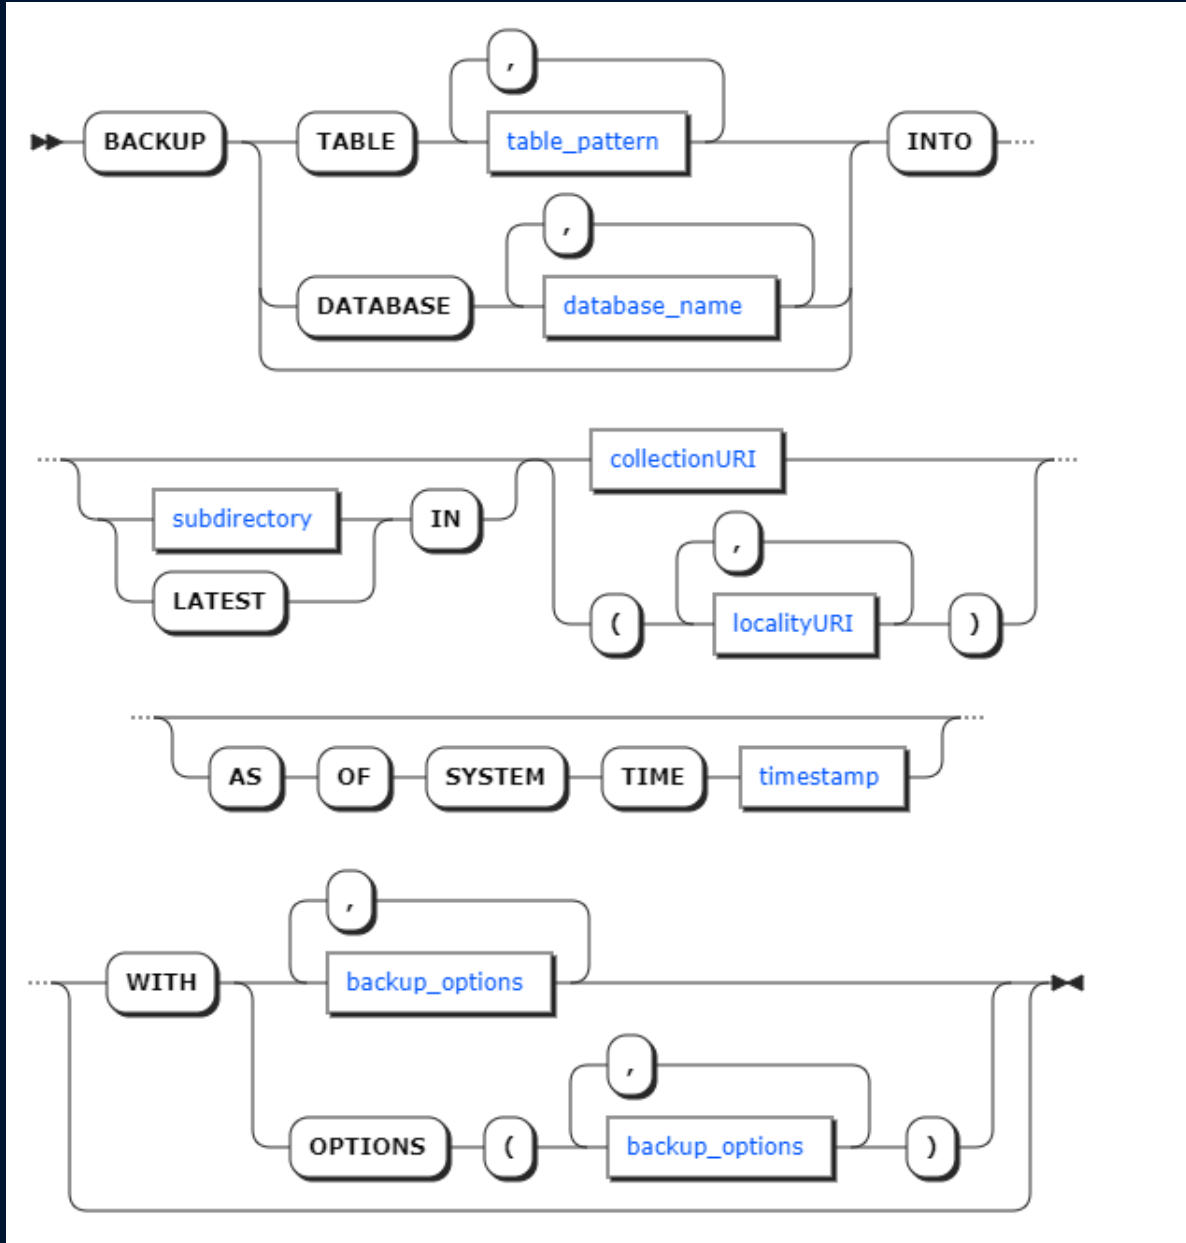 ,
BACKUP TABLE table_pattern INTO
,
DATABASE database_name
collectionURI
subdirectory IN
,
LATEST
( localityURI )
AS OF SYSTEM TIME timestamp
,
WITH backup_options
,
OPTIONS ( backup_options )